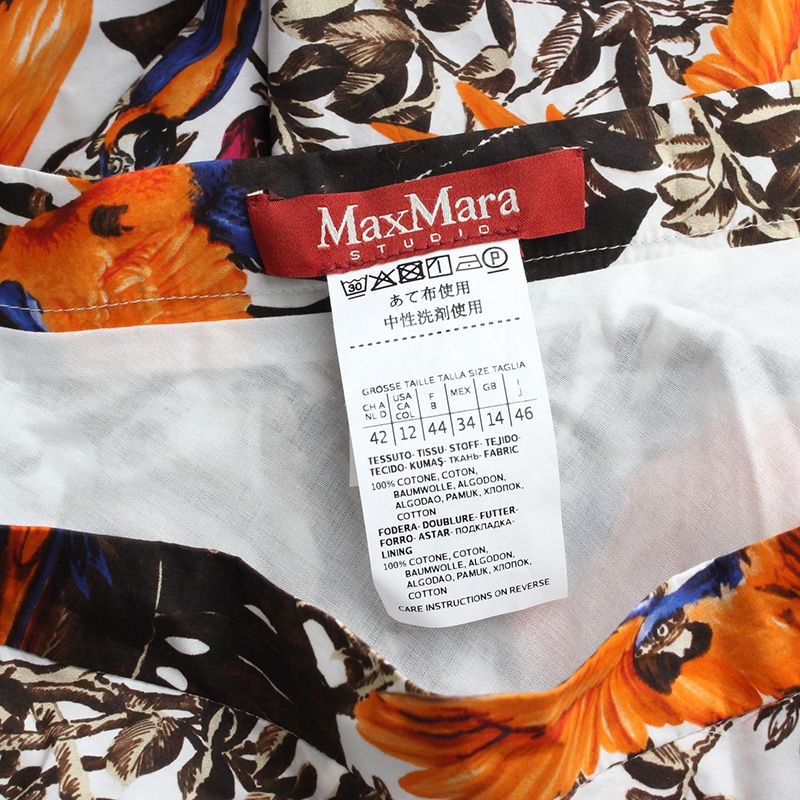 MaxMara
STUDIO
30 P
あて布使用
中性洗剤使用
GROSSE TAILLE TALLA SIZE TAGLIA
CH A NL D USA CA COL F B MEX GB I J
42 12 44 34 14 46
TESSUTO- TISSU- STOFF- TEJIDO-
TECIDO- KUMAŞ- ТКАНЬ- FABRIC
100% COTONE, COTON,
BAUMWOLLE, ALGODON,
ALGODAO, PAMUK, ХЛОПОК,
COTTON
FODERA- DOUBLURE- FUTTER-
FORRO- ASTAR- ПОДКЛАДКА-
LINING
100% COTONE, COTON,
BAUMWOLLE, ALGODON,
ALGODAO, PAMUK, ХЛОПОК,
COTTON
CARE INSTRUCTIONS ON REVERSE